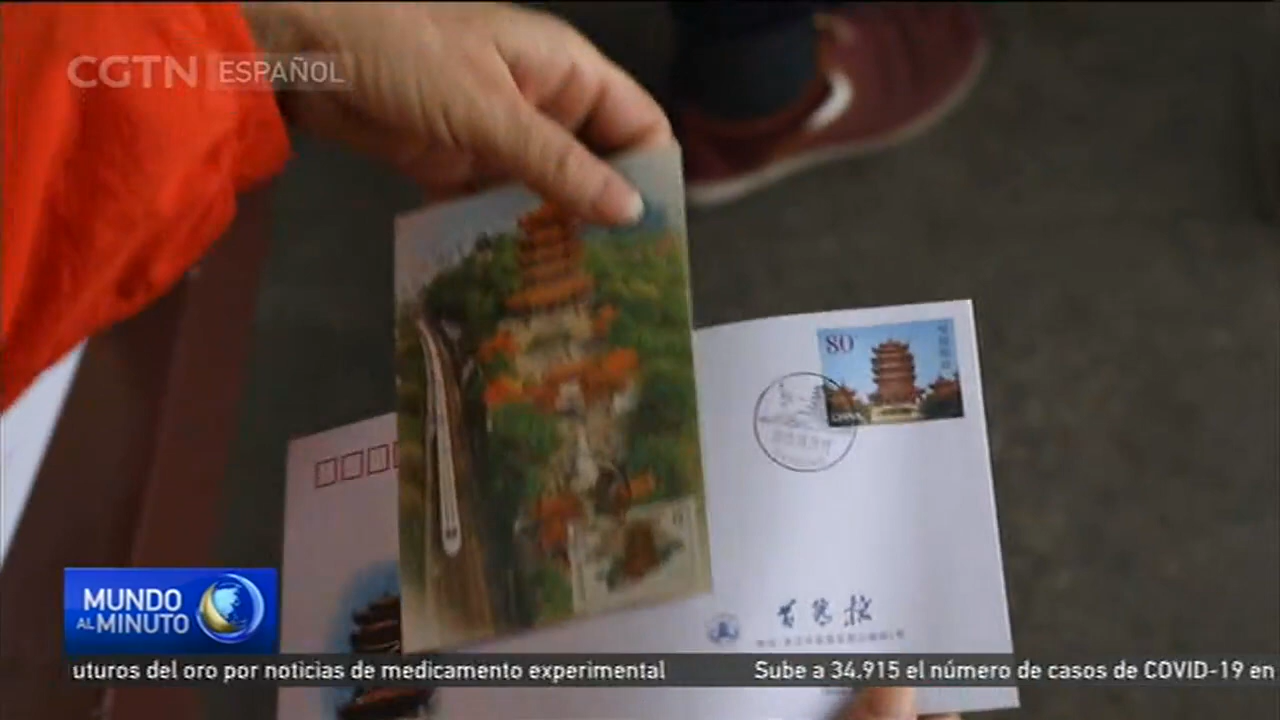 CGTN ESPAÑOL
80
黄鹤楼
MUNDO
AL MINUTO
uturos del oro por noticias de medicamento experimental
Sube a 34.915 el número de casos de COVID-19 en